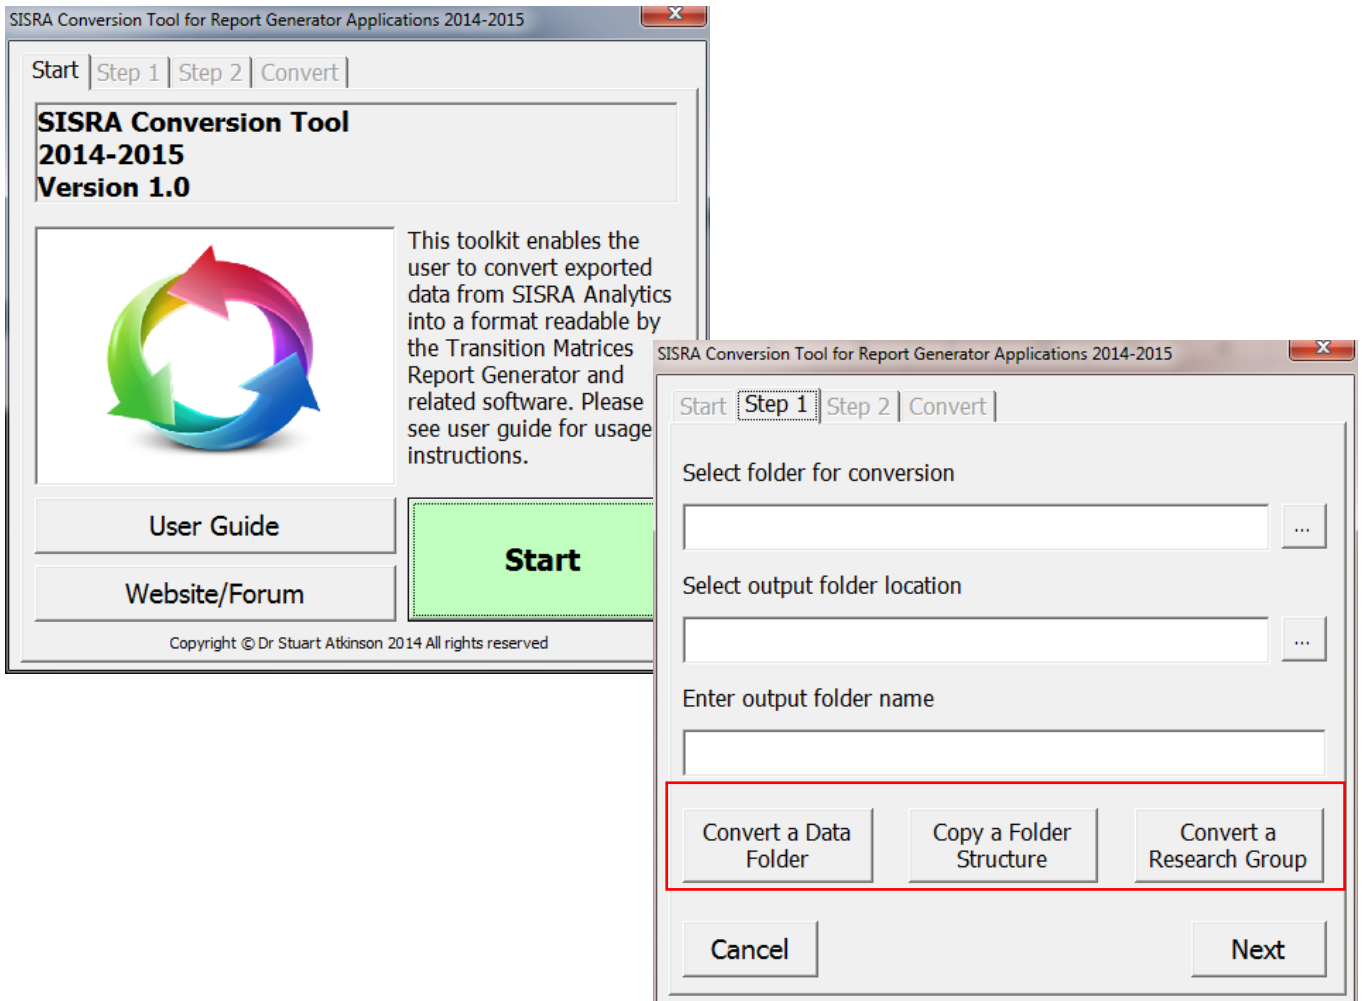 SISRA Conversion Tool for Report Generator Applications 2014-2015
x
Start Step 1 Step 2 Convert
SISRA Conversion Tool
2014-2015
Version 1.0
This toolkit enables the
user to convert exported
data from SISRA Analytics
into a format readable by
the Transition Matrices
Report Generator and
related software. Please
see user guide for usage
instructions.
User Guide
Website/Forum
Start
Copyright © Dr Stuart Atkinson 2014 All rights reserved
SISRA Conversion Tool for Report Generator Applications 2014-2015
x
Start Step 1 Step 2 Convert
Select folder for conversion
...
Select output folder location
...
Enter output folder name
Convert a Data
Folder
Copy a Folder
Structure
Convert a
Research Group
Cancel
Next